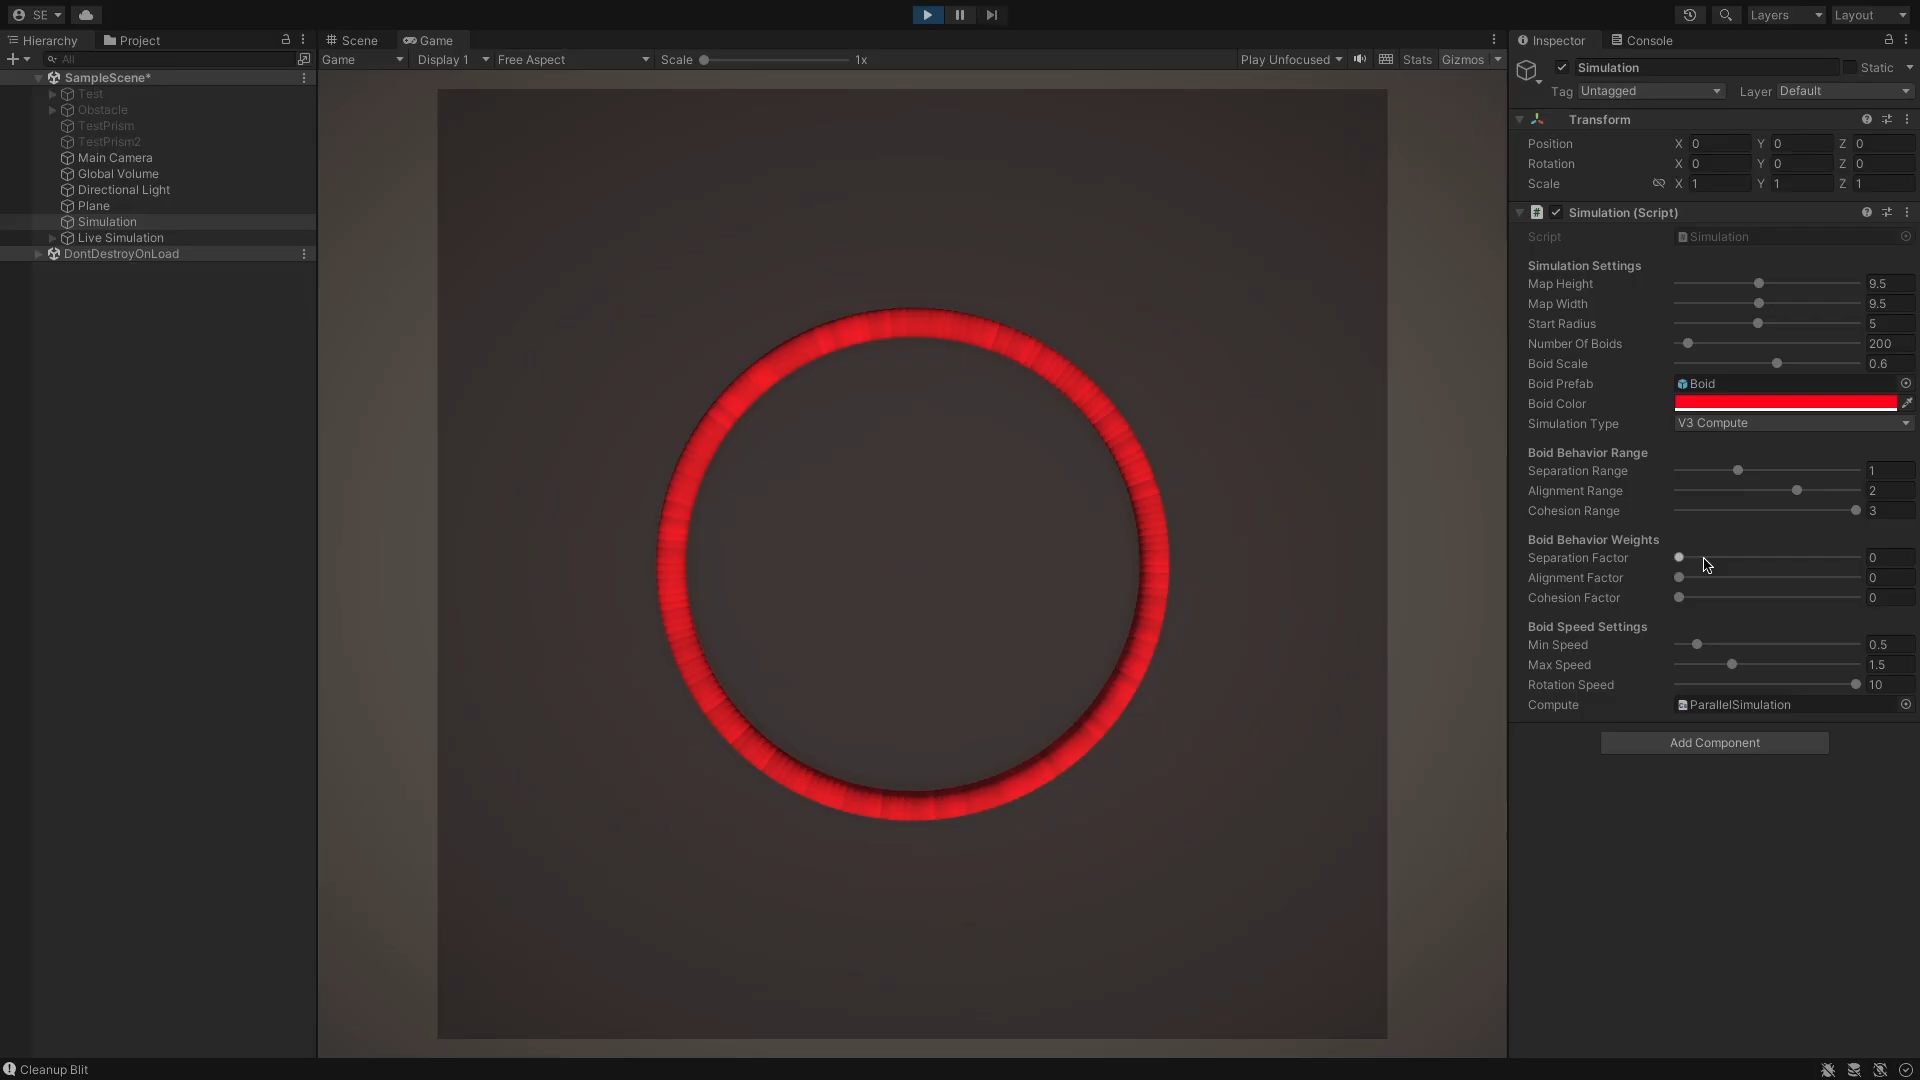 SE
Layers
Layout
Hierarchy
Project
Scene
Game
Inspector
Console
All
Game
Display 1
Free Aspect
Scale
1x
Play Unfocused
Stats
Gizmos
SampleScene*
Test
Obstacle
TestPrism
TestPrism2
Main Camera
Global Volume
Directional Light
Plane
Simulation
Live Simulation
DontDestroyOnLoad
Simulation
Static
Tag Untagged Layer Default
Transform
Position X 0 Y 0 Z 0
Rotation X 0 Y 0 Z 0
Scale X 1 Y 1 Z 1
Simulation (Script)
Script Simulation
Simulation Settings
Map Height 9.5
Map Width 9.5
Start Radius 5
Number Of Boids 200
Boid Scale 0.6
Boid Prefab Boid
Boid Color
Simulation Type V3 Compute
Boid Behavior Range
Separation Range 1
Alignment Range 2
Cohesion Range 3
Boid Behavior Weights
Separation Factor 0
Alignment Factor 0
Cohesion Factor 0
Boid Speed Settings
Min Speed 0.5
Max Speed 1.5
Rotation Speed 10
Compute ParallelSimulation
Add Component
Cleanup Blit